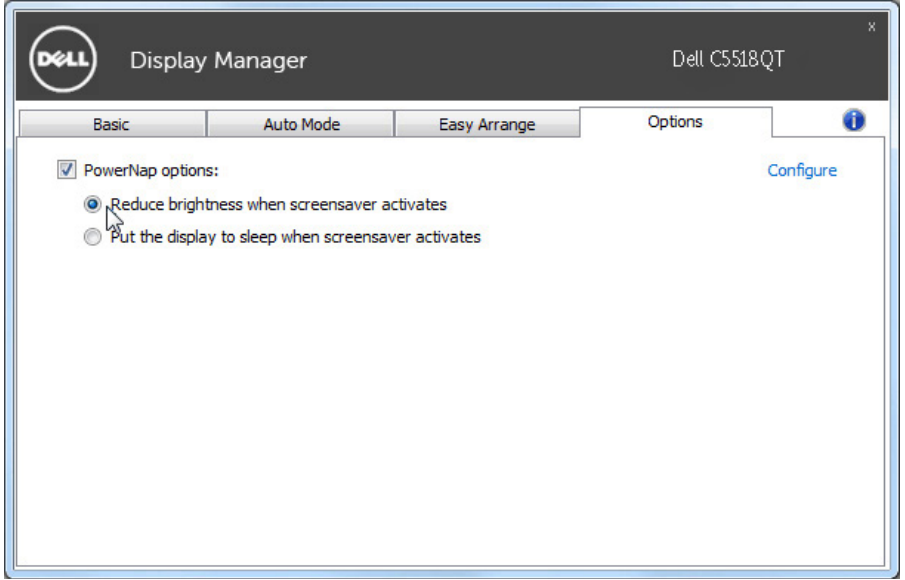 x
DELL Display Manager Dell C5518QT
Basic Auto Mode Easy Arrange Options i
PowerNap options: Configure
Reduce brightness when screensaver activates
Put the display to sleep when screensaver activates